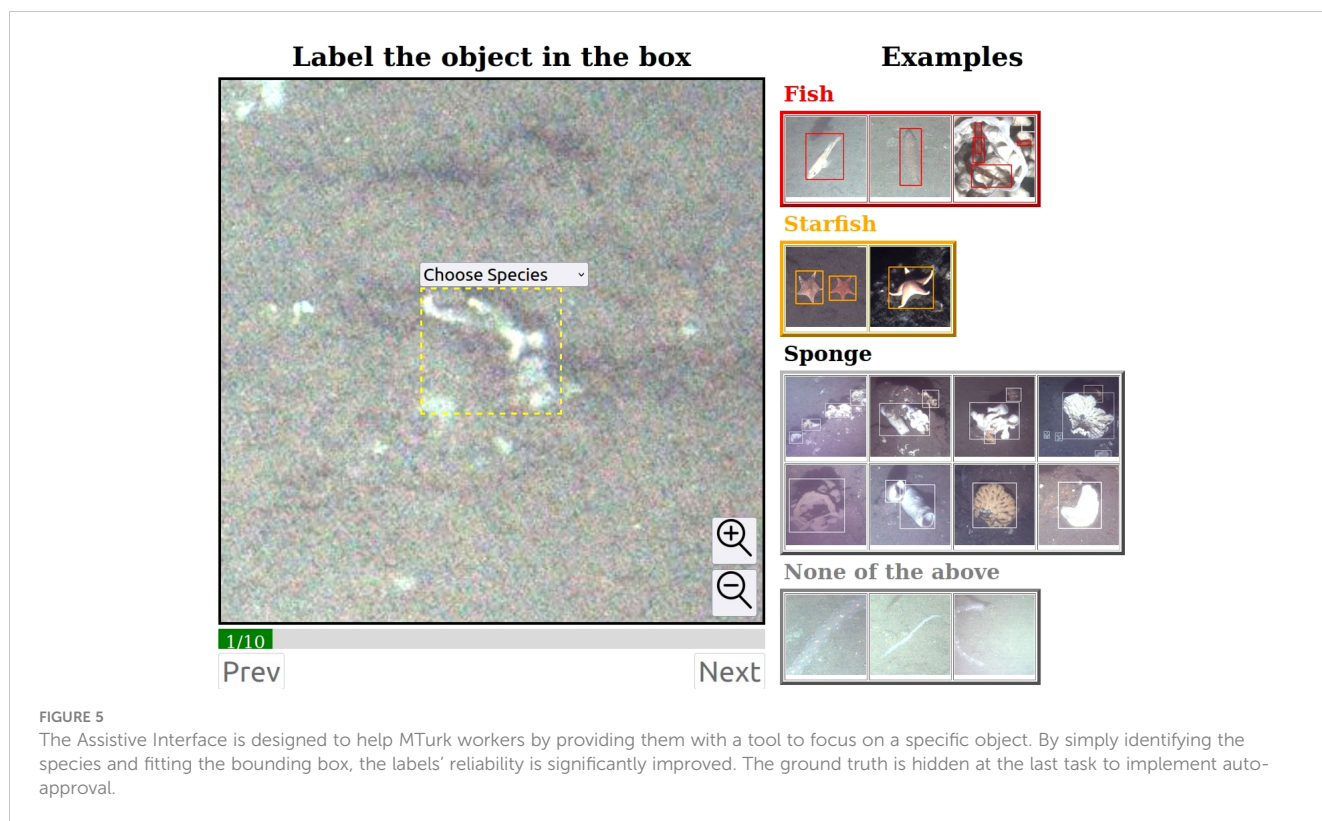 Label the object in the box
Examples
Fish
Choose Species
Starfish
Sponge
None of the above
1/10
Prev
Next
FIGURE 5
The Assistive Interface is designed to help MTurk workers by providing them with a tool to focus on a specific object. By simply identifying the
species and fitting the bounding box, the labels' reliability is significantly improved. The ground truth is hidden at the last task to implement auto-
approval.